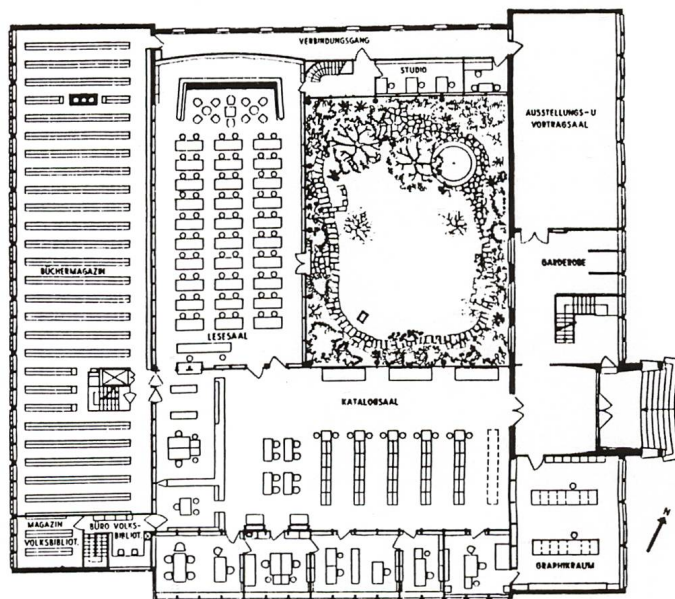 VERBINDUNGSGANG
STUDIO
AUSSTELLUNGS-U
VORTRAGSAAL
BÜCHERMAGAZIN
GARDEROBE
LESESAAL
KATALOGSAAL
MAGAZIN
VOLKSBIBLIOT.
BÜRO VOLKS-
BIBLIOT.
GRAPHIKRAUM
N